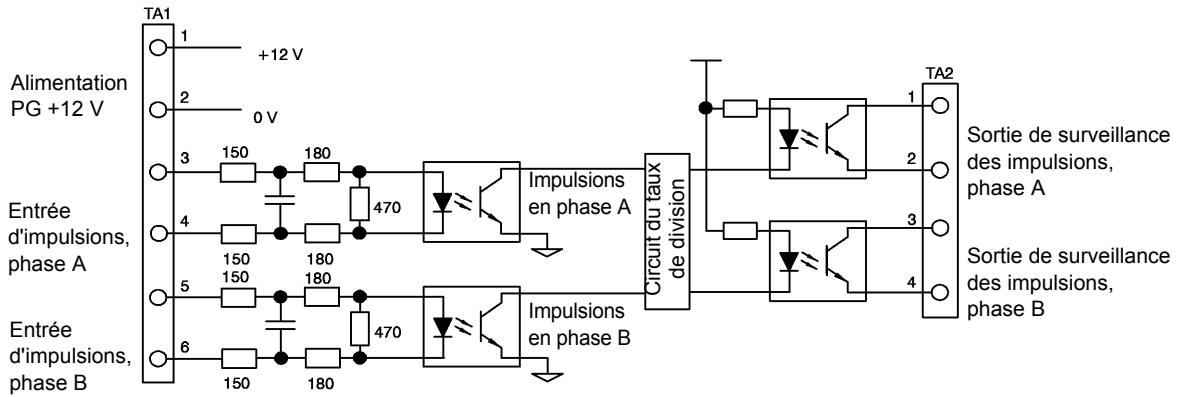 TA1
1
+12 V
Alimentation
PG +12 V
2
0 V
3
150
180
470
Impulsions
en phase A
Entrée
d'impulsions,
phase A
4
150
180
5
150
180
470
Impulsions
en phase B
Entrée
d'impulsions,
phase B
6
150
180
Circuit du taux
de division
TA2
1
Sortie de surveillance
des impulsions,
phase A
2
3
Sortie de surveillance
des impulsions,
phase B
4